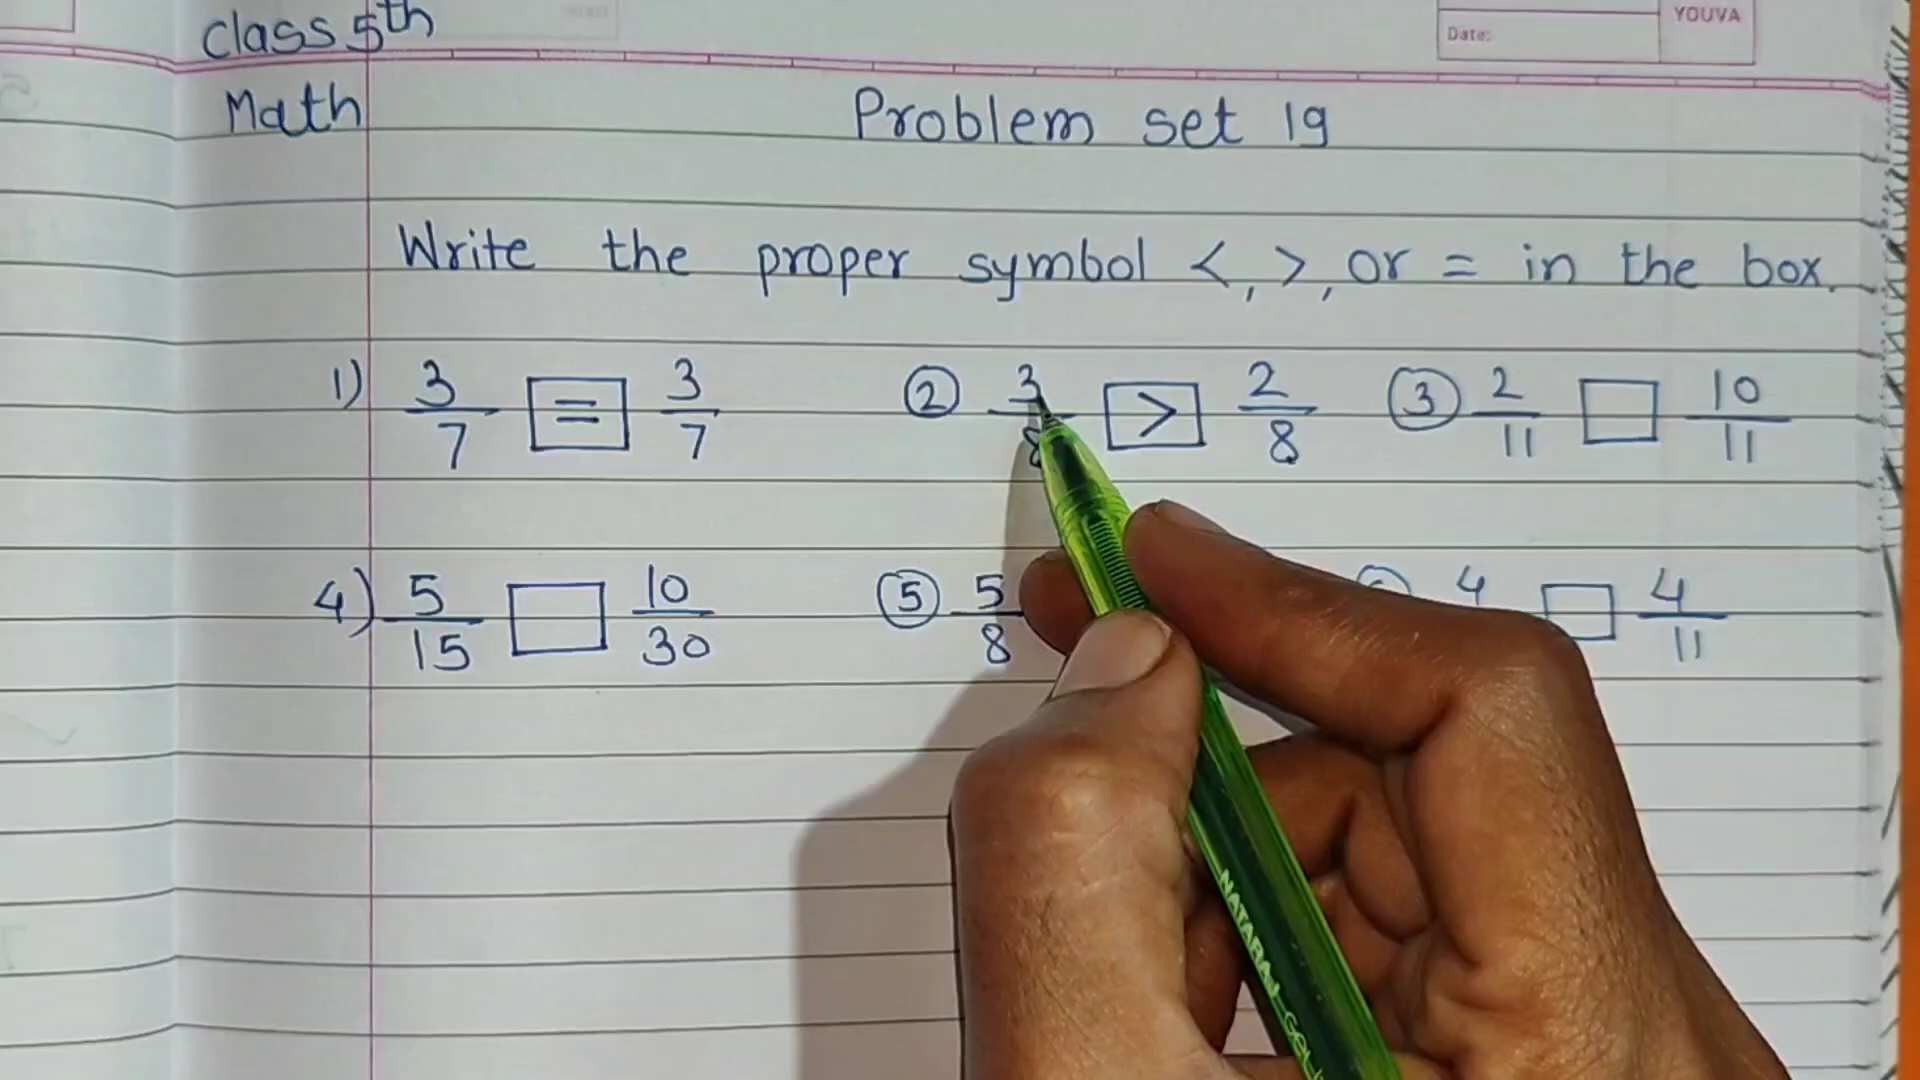 class 5th
YOUVA
Date:
Math
Problem set 19
Write the proper symbol <, >, or = in the box.
1) 3/7 = 3/7 ② 3/8 > 2/8 ③ 2/11 □ 10/11
4) 5/15 □ 10/30 ⑤ 5/8 4 □ 4/11
NATARAJ